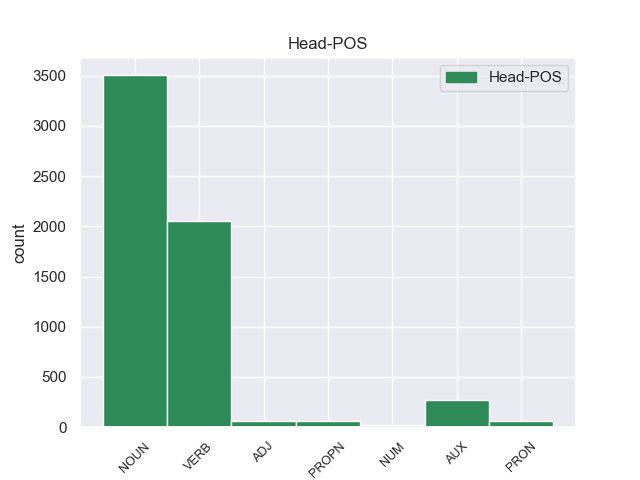 Head-POS
Head-POS
3500
3000
2500
2000
1500
1000
500
0
count
NOUN
VERB
ADJ
PROPN
NUM
AUX
PRON